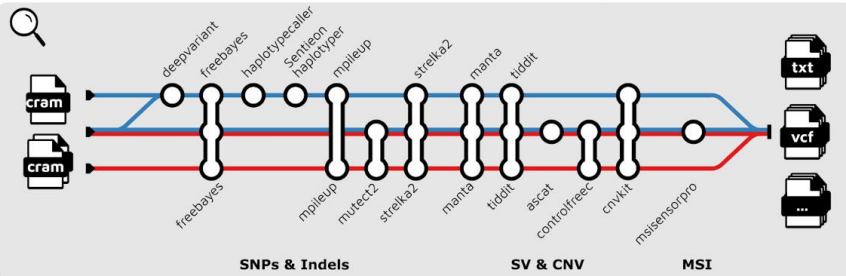 deepvariant
freebayes
haplotypecaller
Sentieon
haplotyper
mpileup
strelka2
manta
tiddit
txt
cram
vcf
cram
...
freebayes
mpileup
mutect2
strelka2
manta
tiddit
ascat
controlfreec
cnvkit
msisensorpro
SNPs & Indels
SV & CNV
MSI